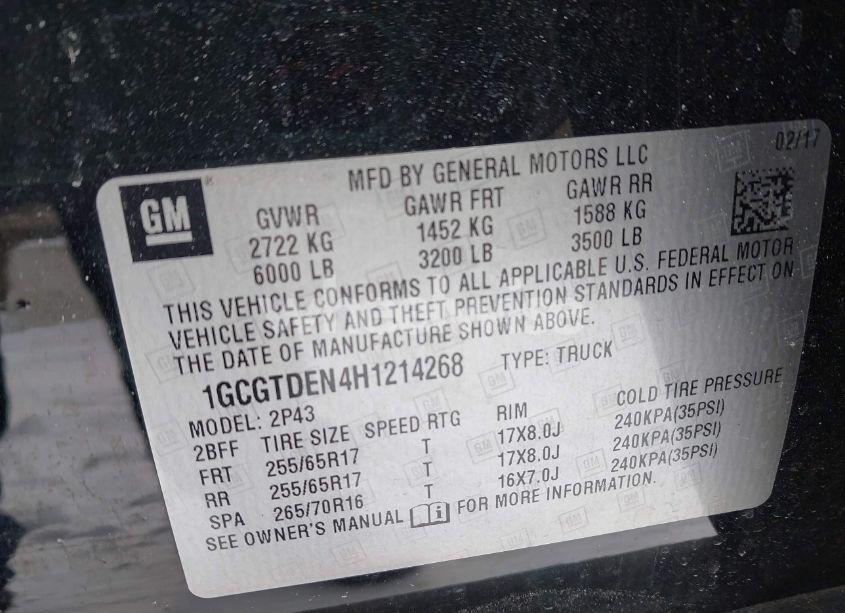 02/17
MFD BY GENERAL MOTORS LLC
GM
GVWR GAWR FRT GAWR RR
2722 KG 1452 KG 1588 KG
6000 LB 3200 LB 3500 LB
THIS VEHICLE CONFORMS TO ALL APPLICABLE U.S. FEDERAL MOTOR
VEHICLE SAFETY AND THEFT PREVENTION STANDARDS IN EFFECT ON
THE DATE OF MANUFACTURE SHOWN ABOVE.
1GCGTDEN4H1214268 TYPE: TRUCK
MODEL: 2P43
2BFF TIRE SIZE SPEED RTG RIM COLD TIRE PRESSURE
FRT 255/65R17 T 17X8.0J 240KPA(35PSI)
RR 255/65R17 T 17X8.0J 240KPA(35PSI)
SPA 265/70R16 T 16X7.0J 240KPA(35PSI)
SEE OWNER'S MANUAL FOR MORE INFORMATION.